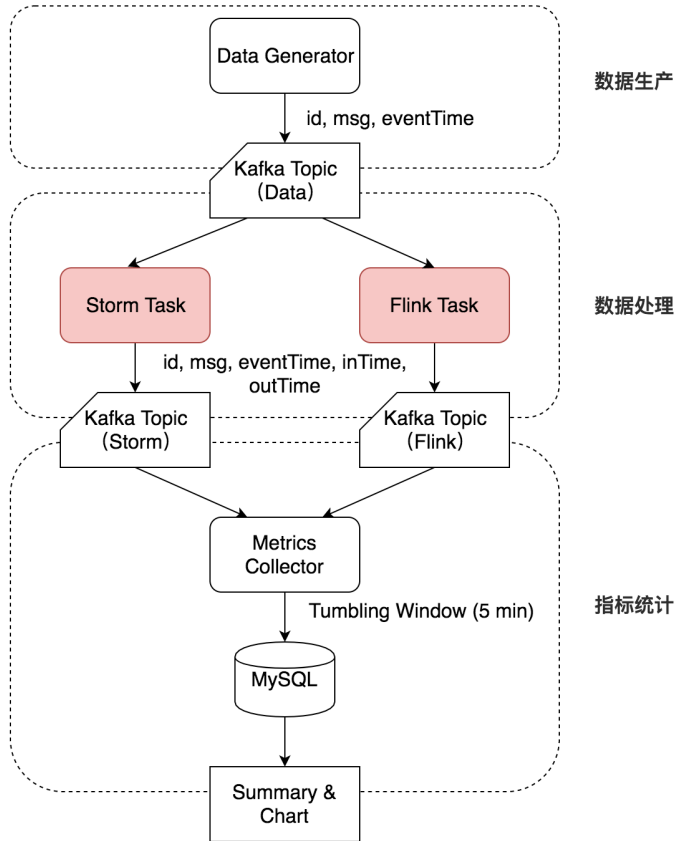 Data Generator
数据生产
id, msg, eventTime
Kafka Topic
（Data）
Storm Task
Flink Task
数据处理
id, msg, eventTime, inTime,
outTime
Kafka Topic
（Storm）
Kafka Topic
（Flink）
Metrics
Collector
Tumbling Window (5 min)
指标统计
MySQL
Summary &
Chart